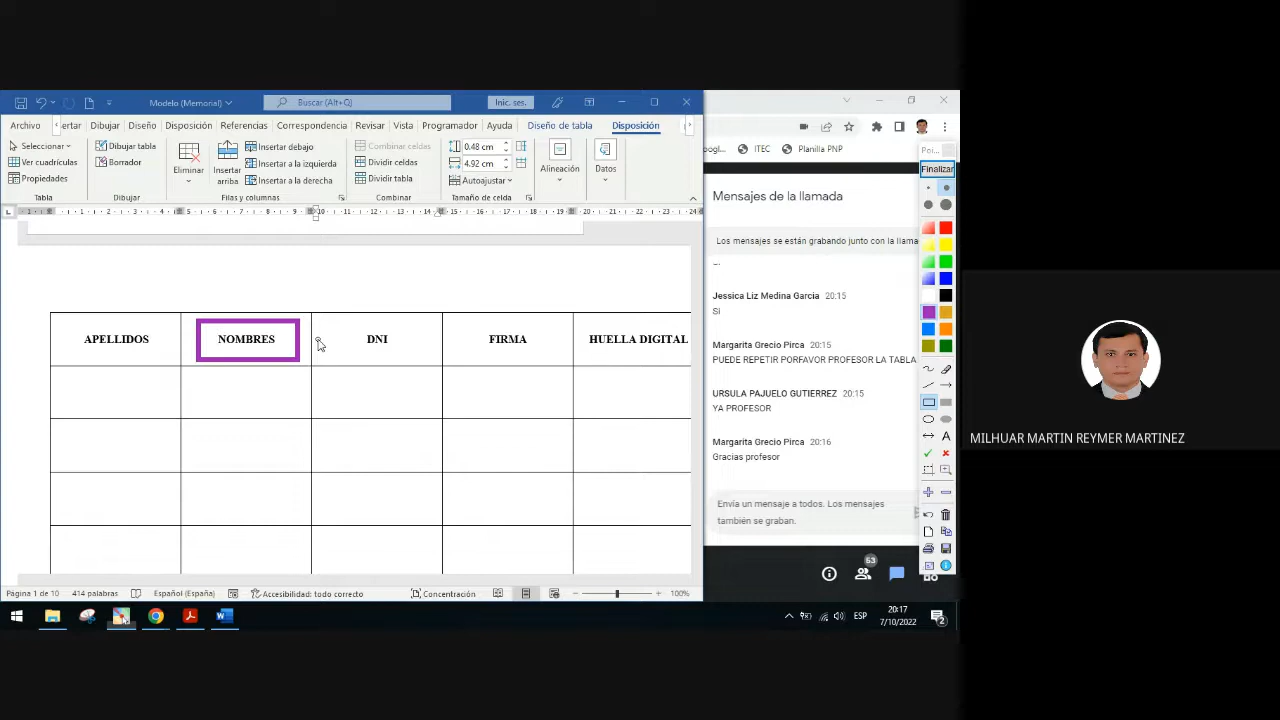 Modelo (Memorial)
Buscar (Alt+Q)
Inic. ses.
Archivo
ertar
Dibujar
Diseño
Disposición
Referencias
Correspondencia
Revisar
Vista
Programador
Ayuda
Diseño de tabla
Disposición
Seleccionar
Ver cuadrículas
Propiedades
Tabla
Dibujar tabla
Borrador
Dibujar
Eliminar
Insertar arriba
Insertar debajo
Insertar a la izquierda
Insertar a la derecha
Filas y columnas
Combinar celdas
Dividir celdas
Dividir tabla
Combinar
0.48 cm
4.92 cm
Autoajustar
Tamaño de celda
Alineación
Datos
APELLIDOS
NOMBRES
DNI
FIRMA
HUELLA DIGITAL
Página 1 de 10
414 palabras
Español (España)
Accesibilidad: todo correcto
Concentración
100%
ITEC
Planilla PNP
Finalizar
Mensajes de la llamada
Los mensajes se están grabando junto con la llama
Jessica Liz Medina Garcia 20:15
Si
Margarita Grecio Pirca 20:15
PUEDE REPETIR PORFAVOR PROFESOR LA TABLA
URSULA PAJUELO GUTIERREZ 20:15
YA PROFESOR
Margarita Grecio Pirca 20:16
Gracias profesor
Envía un mensaje a todos. Los mensajes
también se graban.
53
ESP
20:17
7/10/2022
2
MILHUAR MARTIN REYMER MARTINEZ